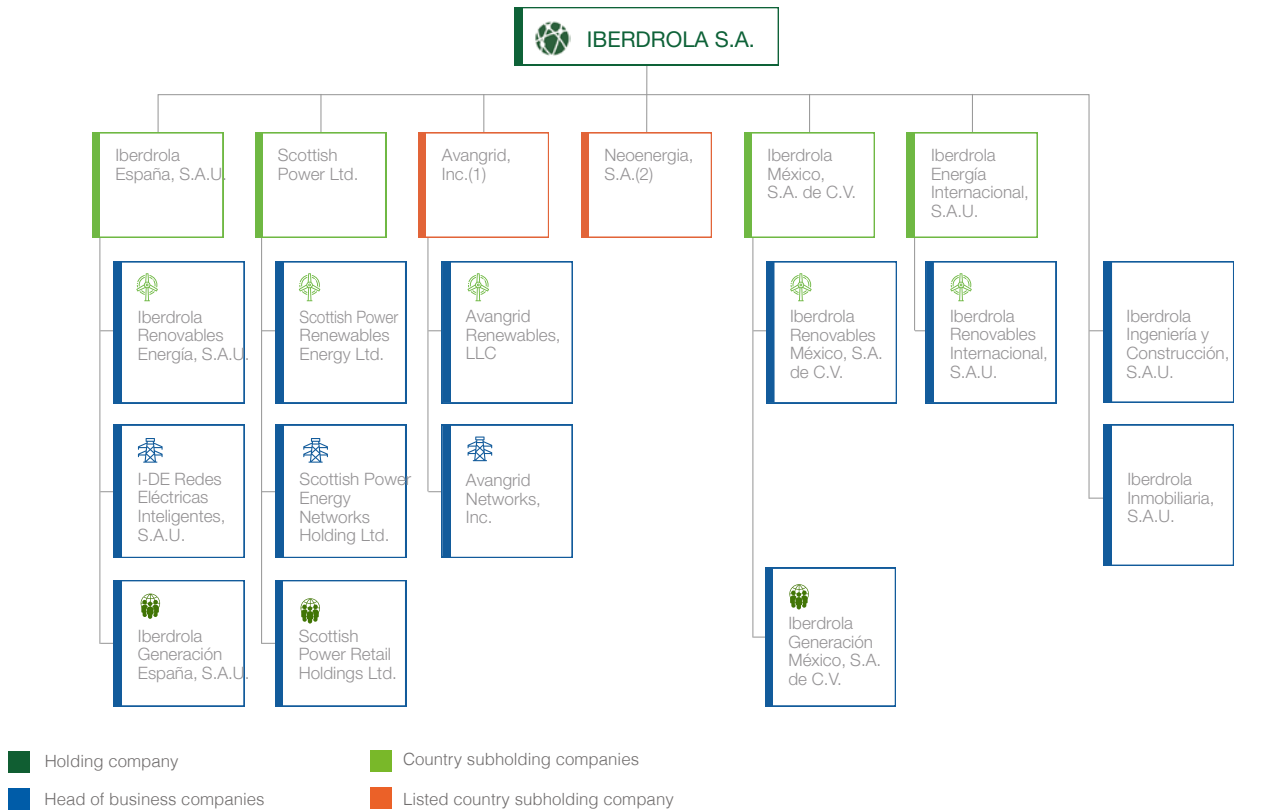 IBERDROLA S.A.
Iberdrola
España, S.A.U.
Scottish
Power Ltd.
Avangrid,
Inc.(1)
Neoenergia,
S.A.(2)
Iberdrola
México,
S.A. de C.V.
Iberdrola
Energía
Internacional,
S.A.U.
Iberdrola
Renovables
Energía, S.A.U.
Scottish Power
Renewables
Energy Ltd.
Avangrid
Renewables,
LLC
Iberdrola
Renovables
México, S.A.
de C.V.
Iberdrola
Renovables
Internacional,
S.A.U.
Iberdrola
Ingeniería y
Construcción,
S.A.U.
I-DE Redes
Eléctricas
Inteligentes,
S.A.U.
Scottish Power
Energy
Networks
Holding Ltd.
Avangrid
Networks,
Inc.
Iberdrola
Inmobiliaria,
S.A.U.
Iberdrola
Generación
España, S.A.U.
Scottish
Power Retail
Holdings Ltd.
Iberdrola
Generación
México, S.A.
de C.V.
Holding company
Country subholding companies
Head of business companies
Listed country subholding company